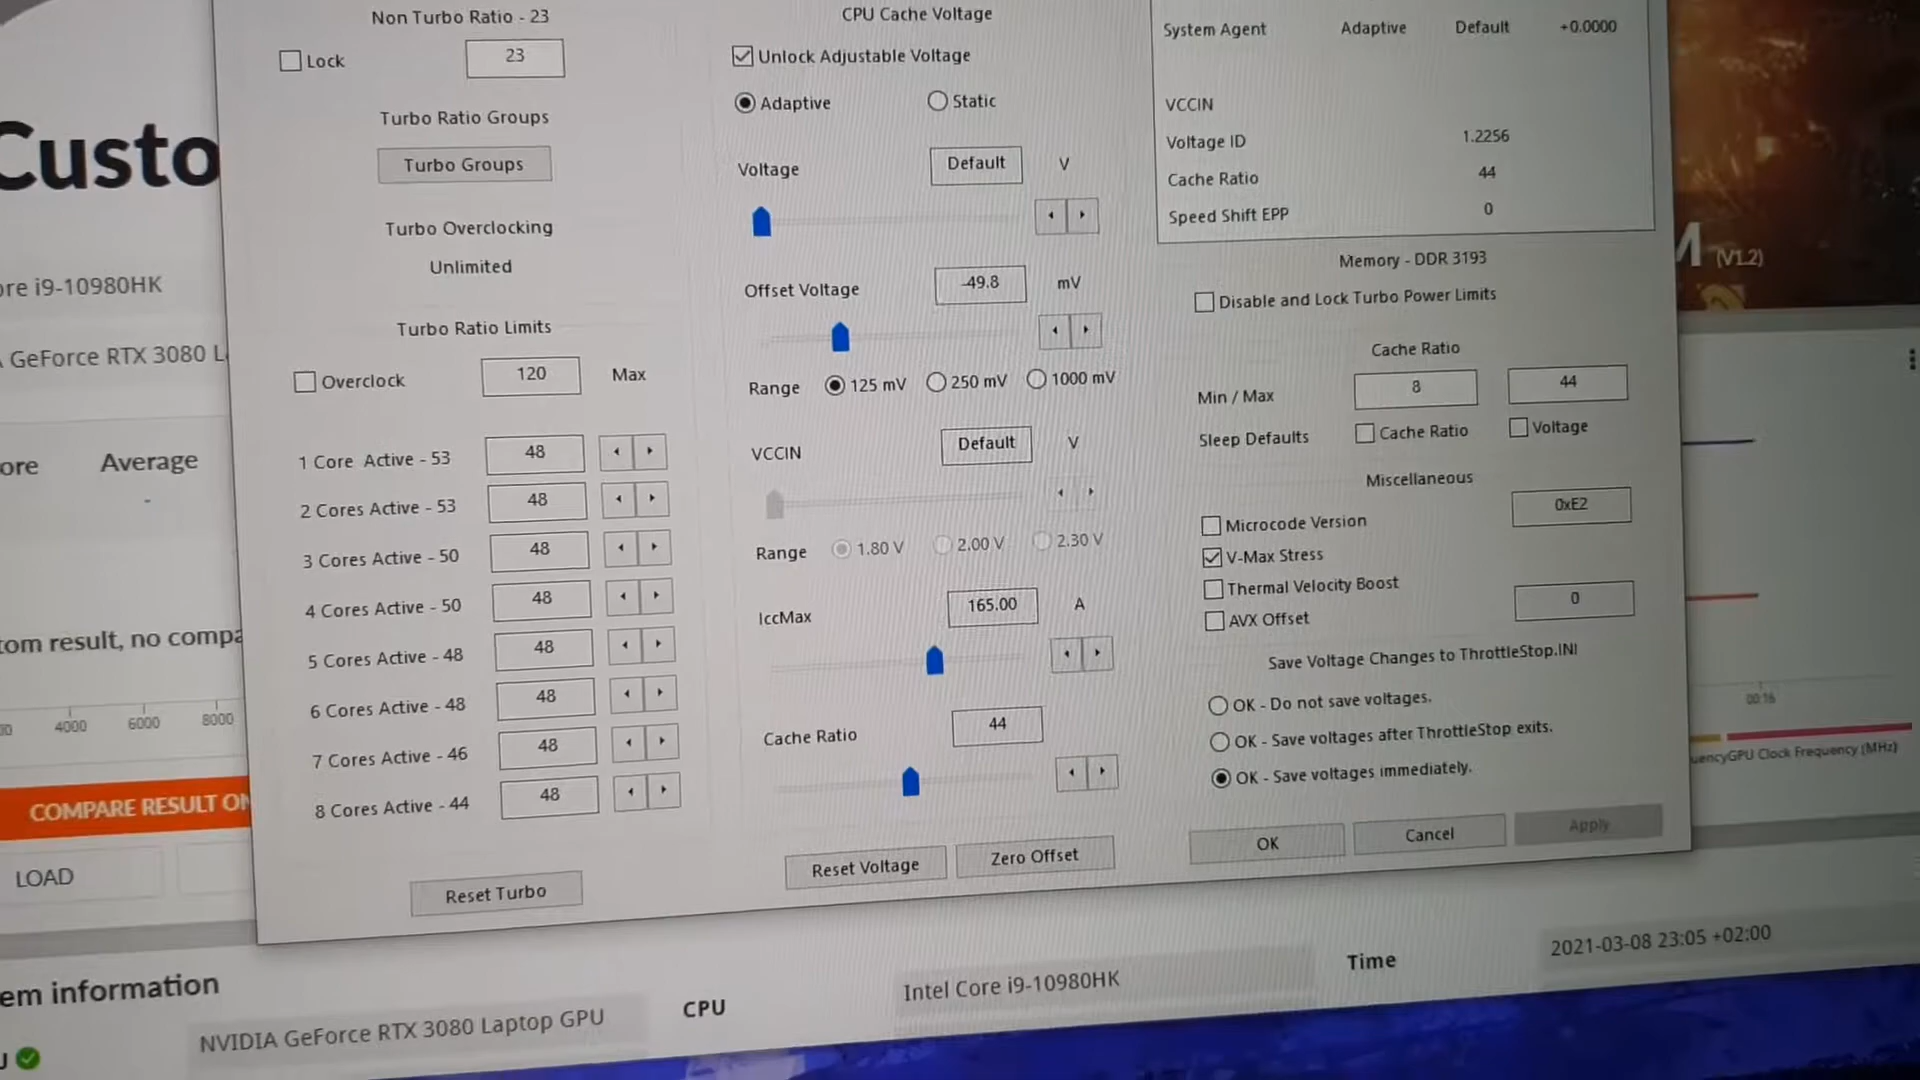 Non Turbo Ratio - 23
Lock
23
Turbo Ratio Groups
Turbo Groups
Turbo Overclocking
Unlimited
Turbo Ratio Limits
Overclock
120
Max
1 Core Active - 53
48
2 Cores Active - 53
48
3 Cores Active - 50
48
4 Cores Active - 50
48
5 Cores Active - 48
48
6 Cores Active - 48
48
7 Cores Active - 46
48
8 Cores Active - 44
48
Reset Turbo
CPU Cache Voltage
Unlock Adjustable Voltage
Adaptive
Static
Voltage
Default
V
Offset Voltage
-49.8
mV
Range
125 mV
250 mV
1000 mV
VCCIN
Default
V
Range
1.80 V
2.00 V
2.30 V
IccMax
165.00
A
Cache Ratio
44
Reset Voltage
Zero Offset
System Agent
Adaptive
Default
+0.0000
VCCIN
Voltage ID
1.2256
Cache Ratio
44
Speed Shift EPP
0
Memory - DDR 3193
Disable and Lock Turbo Power Limits
Cache Ratio
Min / Max
8
44
Sleep Defaults
Cache Ratio
Voltage
Miscellaneous
Microcode Version
0xE2
V-Max Stress
Thermal Velocity Boost
AVX Offset
0
Save Voltage Changes to ThrottleStop.INI
OK - Do not save voltages.
OK - Save voltages after ThrottleStop exits.
OK - Save voltages immediately.
OK
Cancel
Apply
Custo
ore i9-10980HK
GeForce RTX 3080 L
ore
Average
-
tom result, no compa
4000
6000
8000
COMPARE RESULT ON
LOAD
em information
NVIDIA GeForce RTX 3080 Laptop GPU
CPU
Intel Core i9-10980HK
Time
2021-03-08 23:05 +02:00
M (V1.2)
00:16
uencyGPU Clock Frequency (MHz)